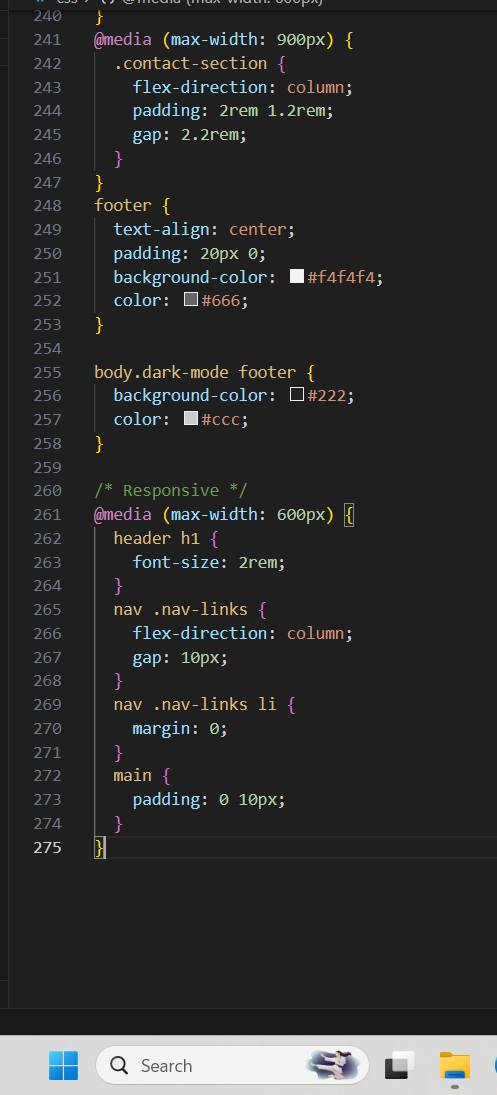 css > {} @media (max-width: 600px)
240 }
241 @media (max-width: 900px) {
242 .contact-section {
243 flex-direction: column;
244 padding: 2rem 1.2rem;
245 gap: 2.2rem;
246 }
247 }
248 footer {
249 text-align: center;
250 padding: 20px 0;
251 background-color: #f4f4f4;
252 color: #666;
253 }
254
255 body.dark-mode footer {
256 background-color: #222;
257 color: #ccc;
258 }
259
260 /* Responsive */
261 @media (max-width: 600px) {
262 header h1 {
263 font-size: 2rem;
264 }
265 nav .nav-links {
266 flex-direction: column;
267 gap: 10px;
268 }
269 nav .nav-links li {
270 margin: 0;
271 }
272 main {
273 padding: 0 10px;
274 }
275 }
Search